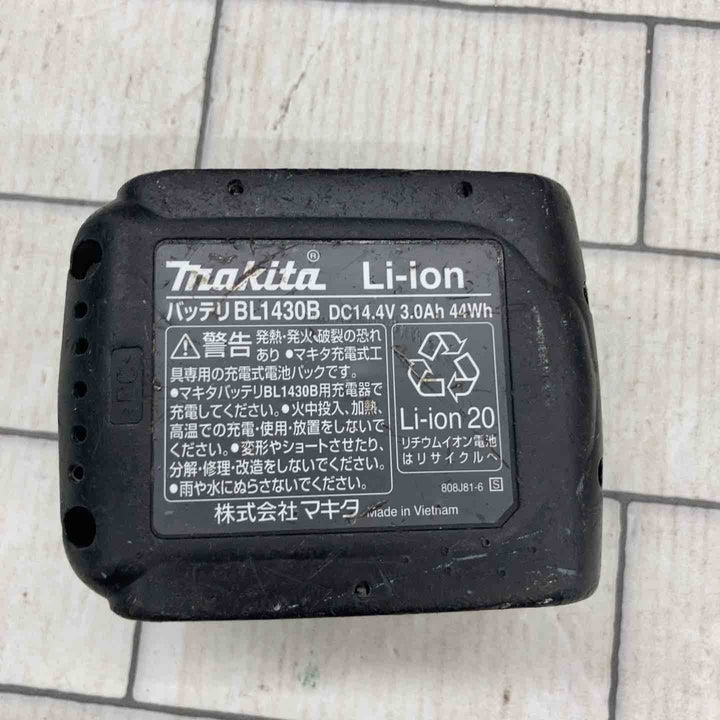 makita® Li-ion
バッテリ BL1430B DC14.4V 3.0Ah 44Wh
⚠警告 発熱・発火・破裂の恐れ
あり ●マキタ充電式工
具専用の充電式電池パックです。
●マキタバッテリBL1430B用充電器で
充電してください。●火中投入、加熱、
高温での充電・使用・放置をしないで
ください。●変形やショートさせたり、
分解・修理・改造をしないでください。
●雨や水にぬらさないでください。
Li-ion 20
リチウムイオン電池
はリサイクルへ
808J81-6 S
株式会社 マキタ Made in Vietnam